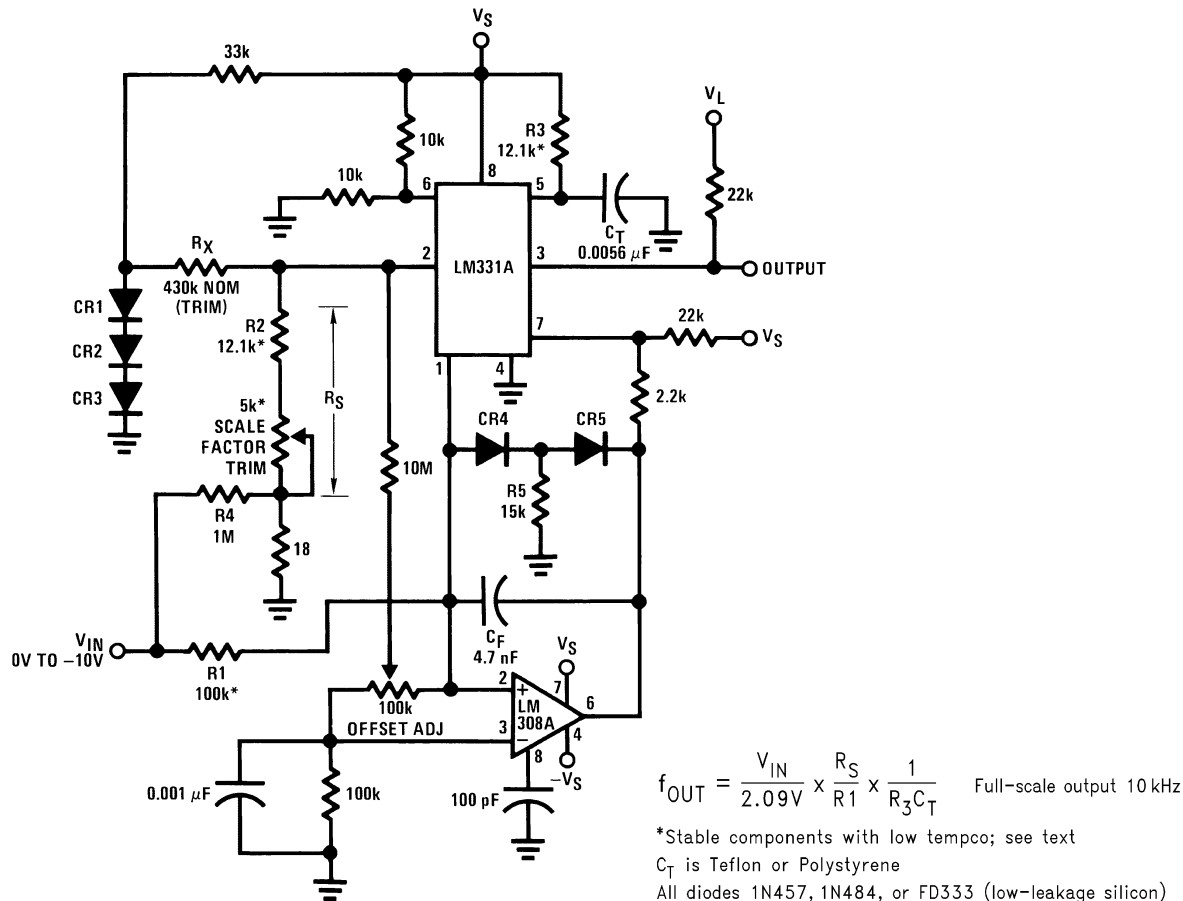 V_S
33k
10k
R3
12.1k*
V_L
8
10k
6
5
22k
C_T
0.0056 µF
R_X
2
LM331A
3
OUTPUT
430k NOM
(TRIM)
CR1
R2
12.1k*
7
22k
V_S
CR2
1
4
R_S
2.2k
CR3
5k*
SCALE
FACTOR
TRIM
CR4
CR5
10M
R5
15k
R4
1M
18
V_IN
0V TO −10V
R1
100k*
C_F
4.7 nF
V_S
100k
OFFSET ADJ
2
+
7
LM
308A
6
3
−
4
8
−V_S
0.001 µF
100k
100 pF
f_OUT = V_IN / 2.09V × R_S / R1 × 1 / R_3C_T Full-scale output 10 kHz
*Stable components with low tempco; see text
C_T is Teflon or Polystyrene
All diodes 1N457, 1N484, or FD333 (low-leakage silicon)